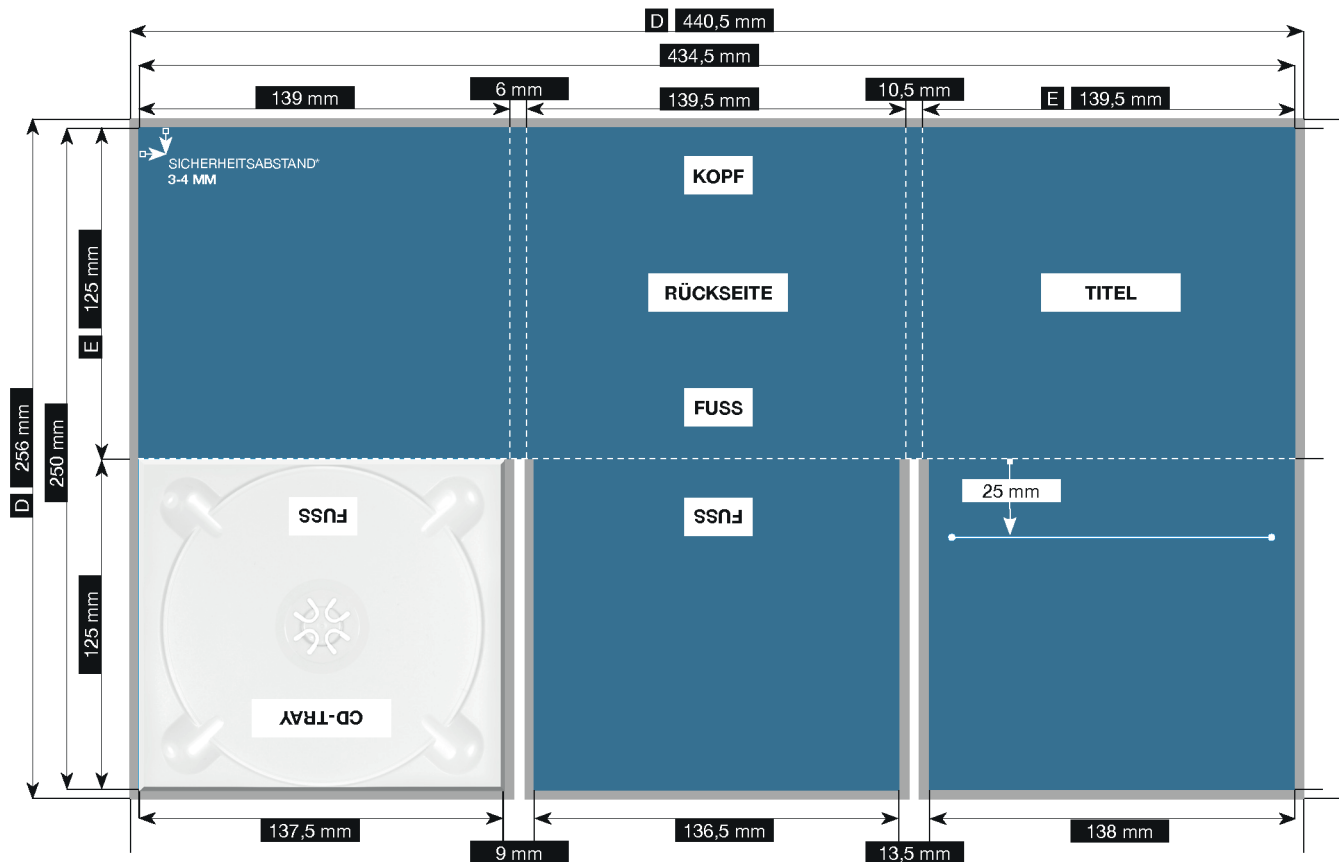 D 440,5 mm
434,5 mm
139 mm
6 mm
139,5 mm
10,5 mm
E 139,5 mm
SICHERHEITSABSTAND*
3-4 MM
KOPF
RÜCKSEITE
TITEL
FUSS
125 mm
E
D 256 mm D
250 mm
125 mm
FUSS
FUSS
25 mm
CD-TRAY
137,5 mm
9 mm
136,5 mm
13,5 mm
138 mm